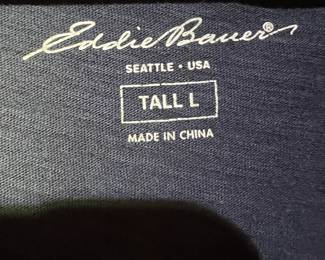 Eddie Bauer®
SEATTLE • USA
TALL L
MADE IN CHINA